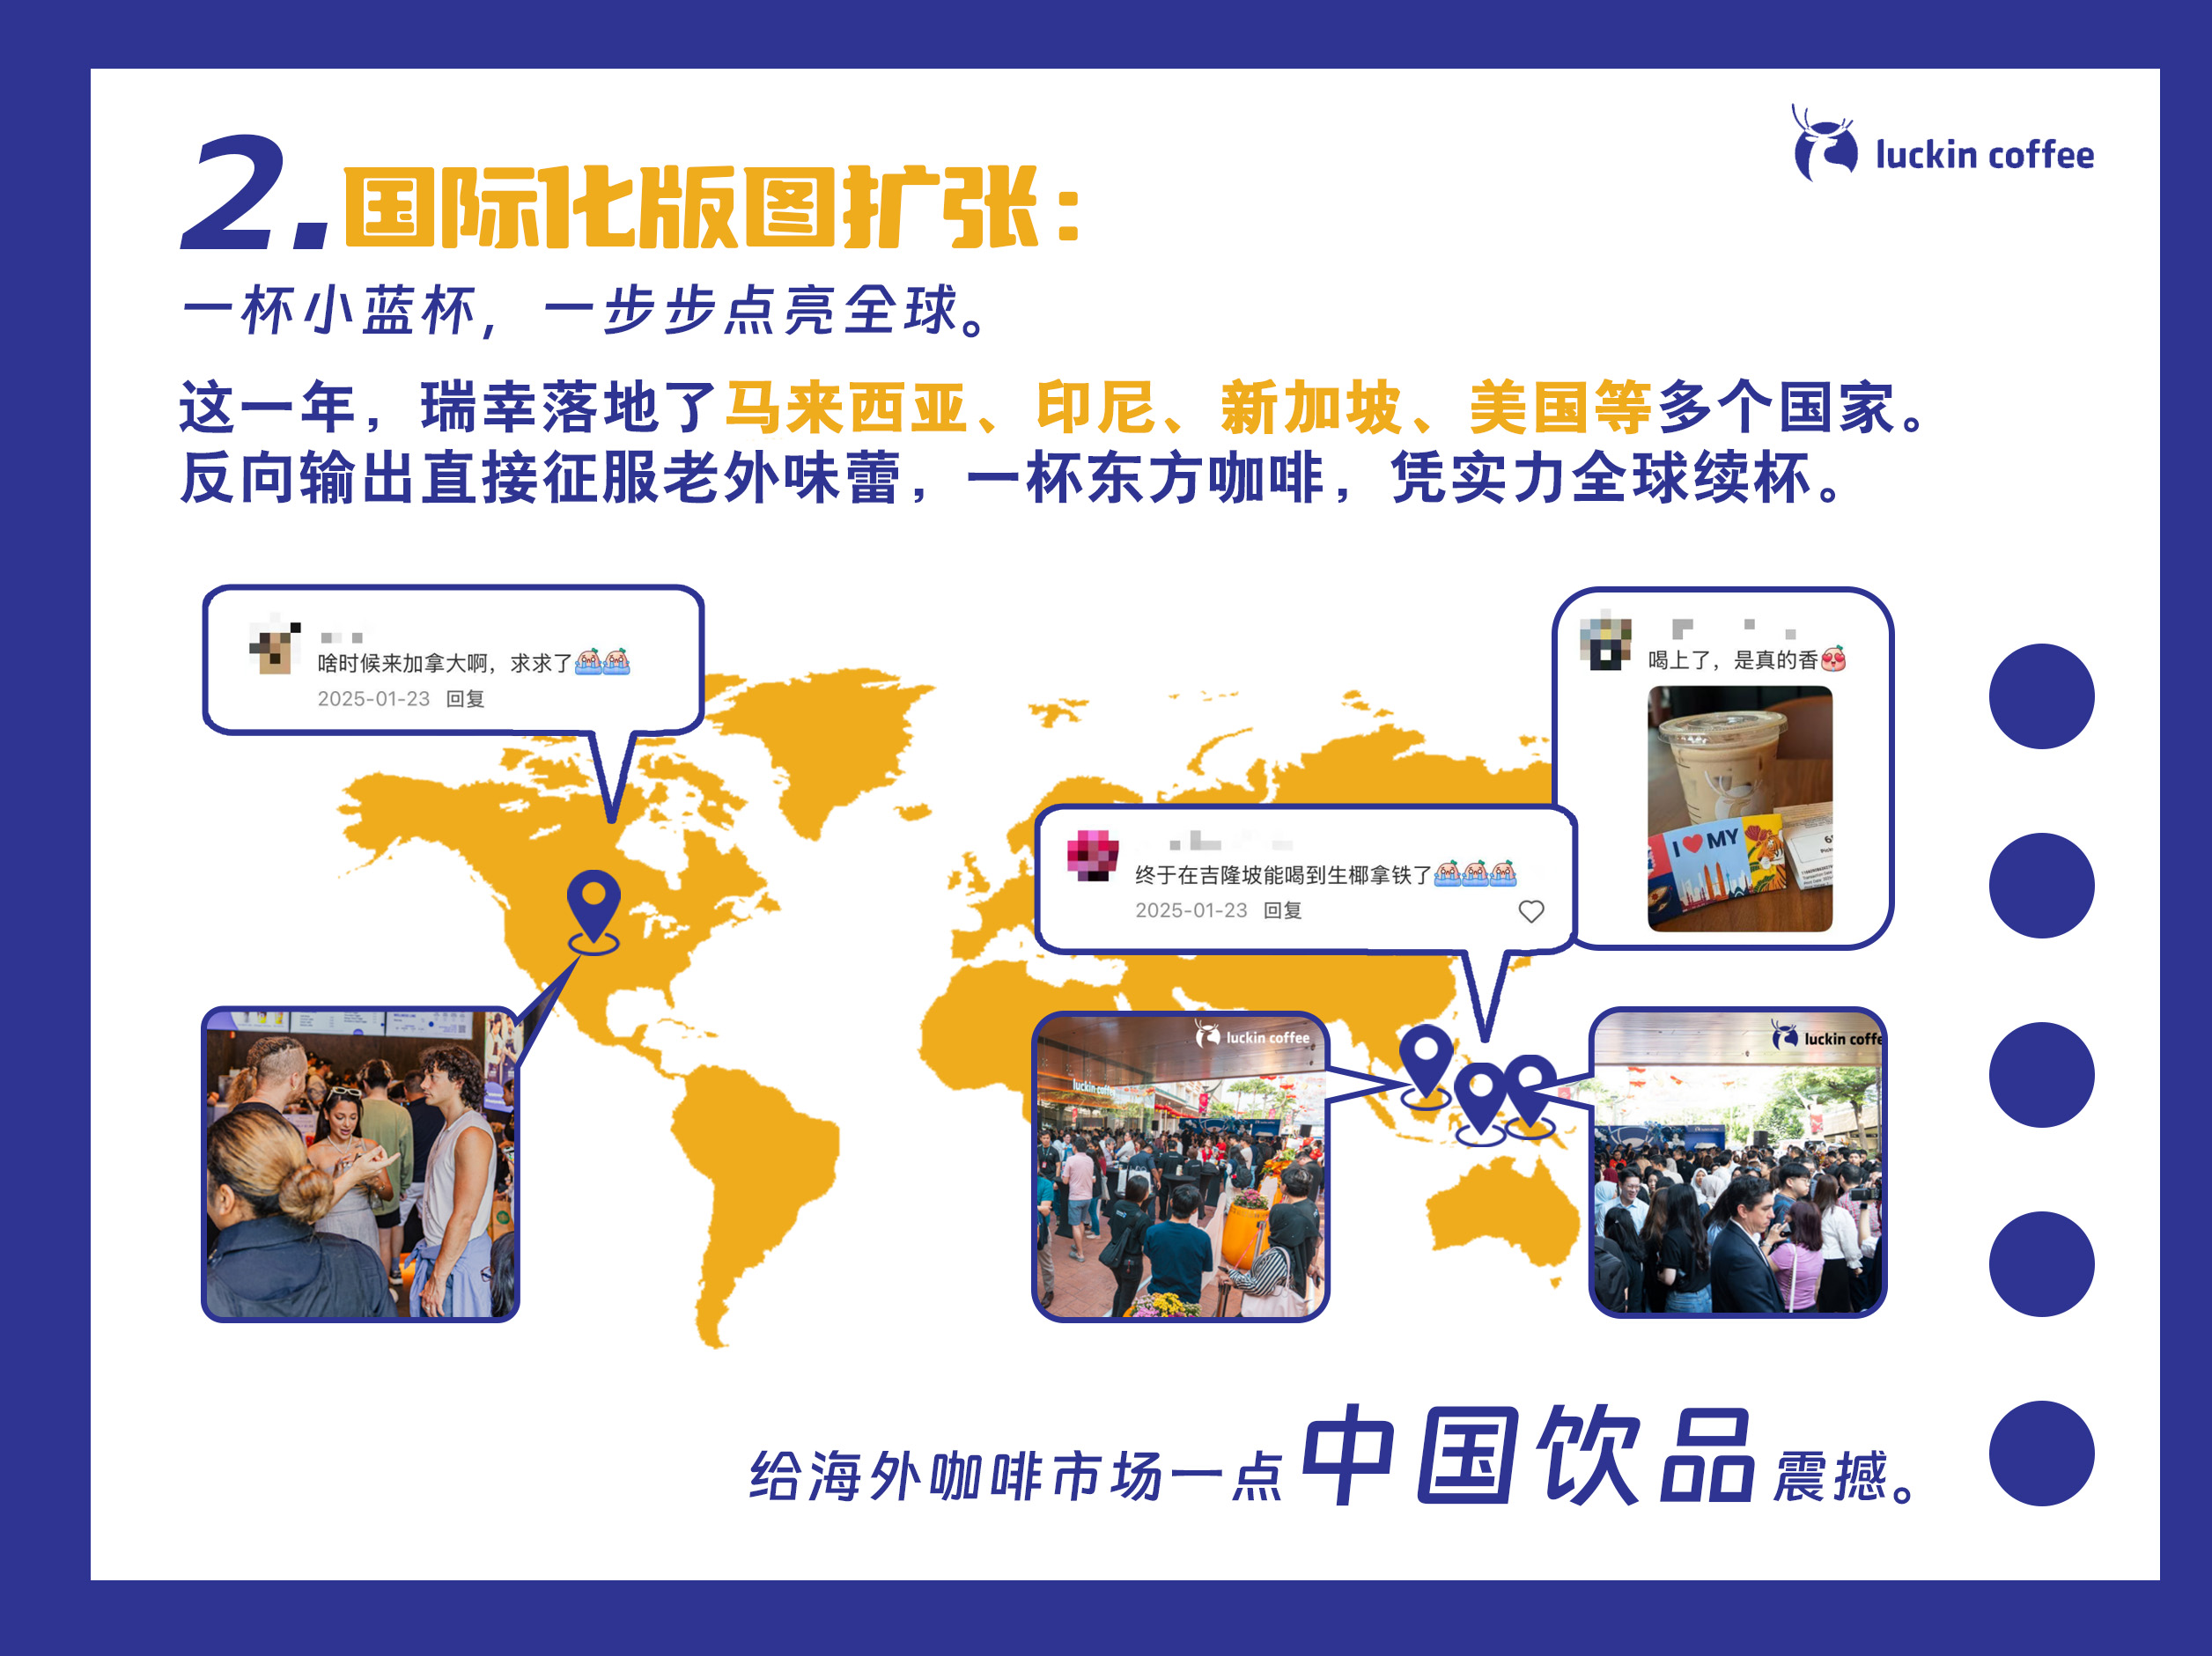 luckin coffee
2.国际化版图扩张：
一杯小蓝杯，一步步点亮全球。
这一年，瑞幸落地了马来西亚、印尼、新加坡、美国等多个国家。
反向输出直接征服老外味蕾，一杯东方咖啡，凭实力全球续杯。
啥时候来加拿大啊，求求了
2025-01-23 回复
喝上了，是真的香
I MY
终于在吉隆坡能喝到生椰拿铁了
2025-01-23 回复
luckin coffee
luckin coffee
luckin coffe
给海外咖啡市场一点中国饮品震撼。